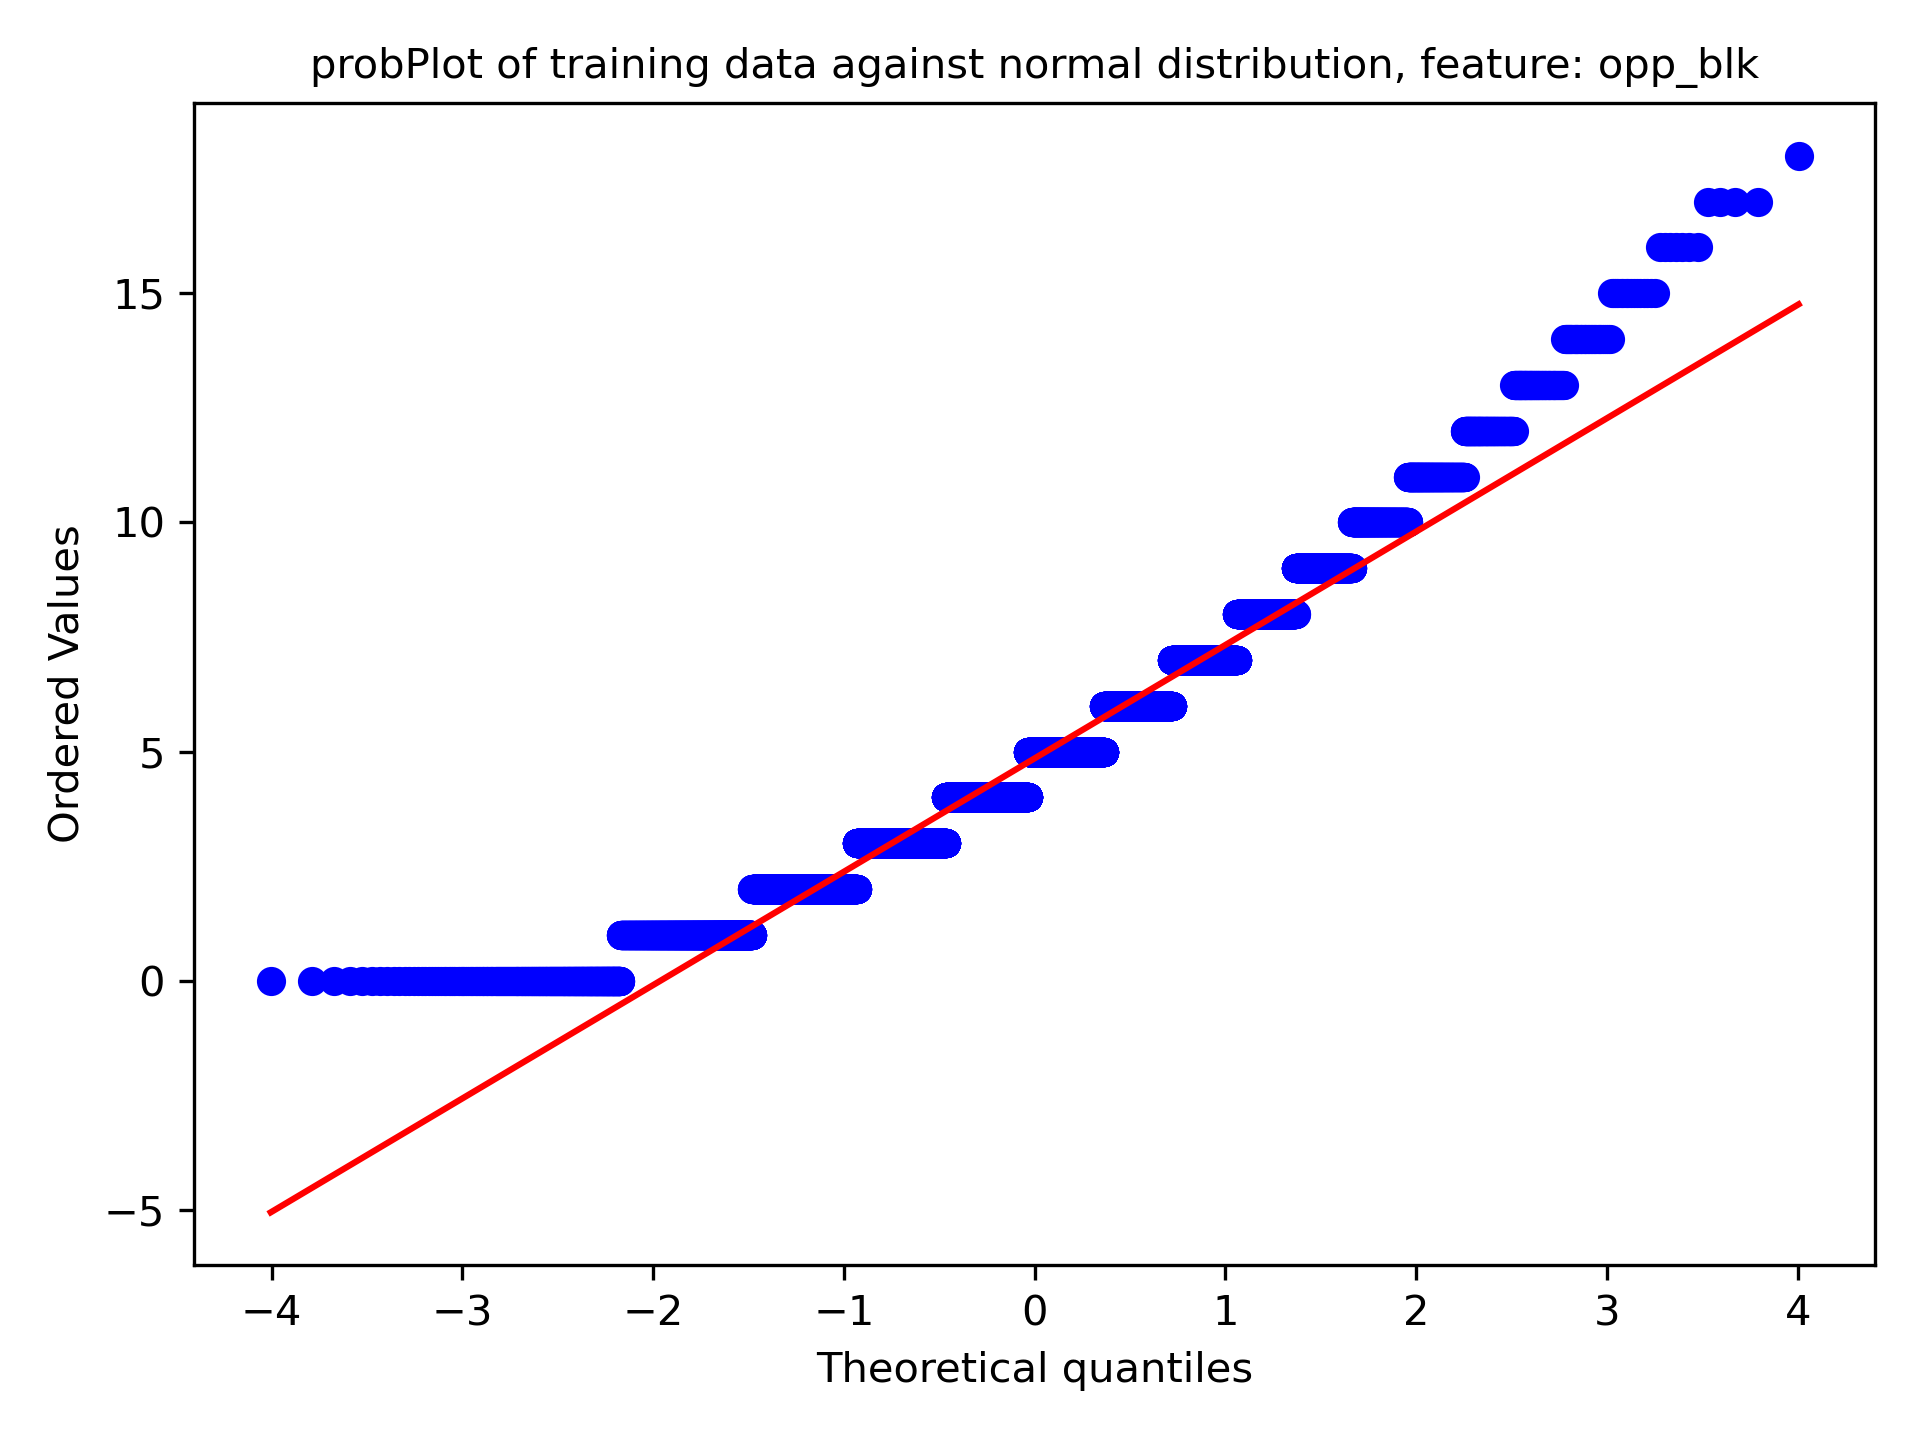 probPlot of training data against normal distribution, feature: opp_blk
15
10
5
0
−5
Ordered Values
−4 −3 −2 −1 0 1 2 3 4
Theoretical quantiles